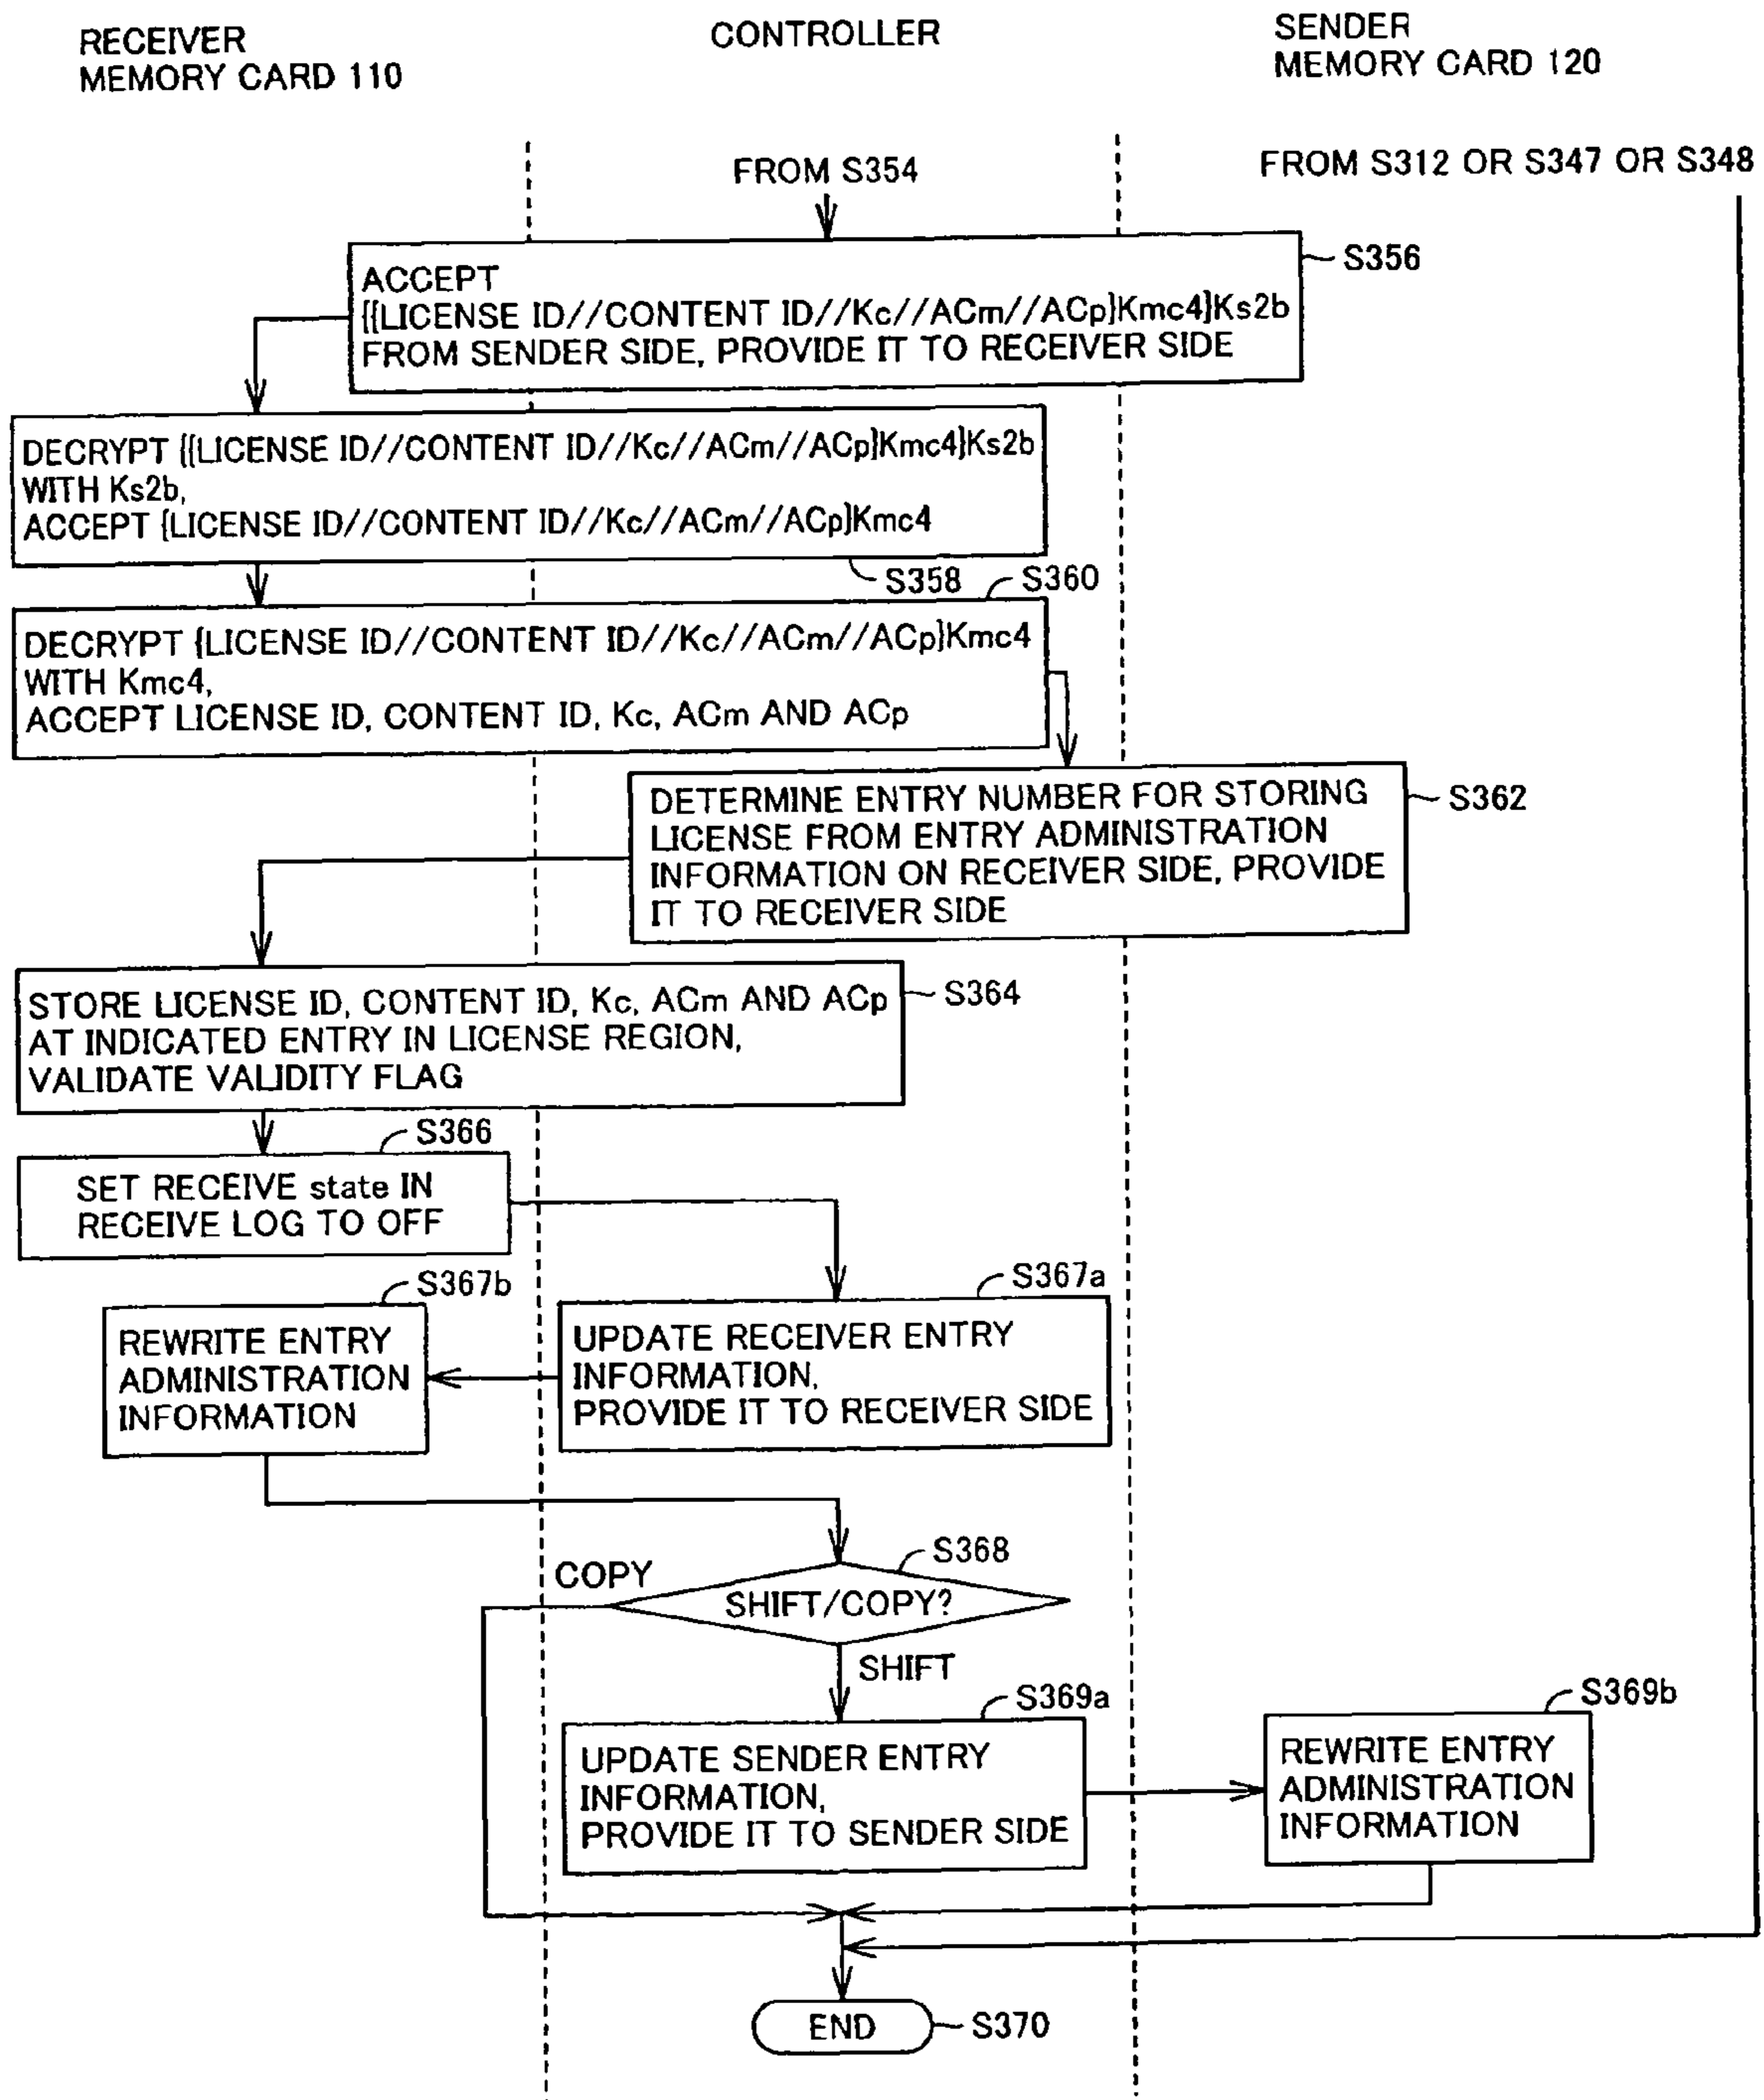 RECEIVER
MEMORY CARD 110
CONTROLLER
SENDER
MEMORY CARD 120
FROM S354
FROM S312 OR S347 OR S348
S356
ACCEPT
{{LICENSE ID//CONTENT ID//Kc//ACm//ACp}Kmc4}Ks2b
FROM SENDER SIDE, PROVIDE IT TO RECEIVER SIDE
DECRYPT {{LICENSE ID//CONTENT ID//Kc//ACm//ACp}Kmc4}Ks2b
WITH Ks2b,
ACCEPT {LICENSE ID//CONTENT ID//Kc//ACm//ACp}Kmc4
S358
S360
DECRYPT {LICENSE ID//CONTENT ID//Kc//ACm//ACp}Kmc4
WITH Kmc4,
ACCEPT LICENSE ID, CONTENT ID, Kc, ACm AND ACp
DETERMINE ENTRY NUMBER FOR STORING
LICENSE FROM ENTRY ADMINISTRATION
INFORMATION ON RECEIVER SIDE, PROVIDE
IT TO RECEIVER SIDE
S362
STORE LICENSE ID, CONTENT ID, Kc, ACm AND ACp
AT INDICATED ENTRY IN LICENSE REGION,
VALIDATE VALIDITY FLAG
S364
S366
SET RECEIVE state IN
RECEIVE LOG TO OFF
S367b
REWRITE ENTRY
ADMINISTRATION
INFORMATION
S367a
UPDATE RECEIVER ENTRY
INFORMATION,
PROVIDE IT TO RECEIVER SIDE
S368
COPY
SHIFT/COPY?
SHIFT
S369a
UPDATE SENDER ENTRY
INFORMATION,
PROVIDE IT TO SENDER SIDE
S369b
REWRITE ENTRY
ADMINISTRATION
INFORMATION
END
S370